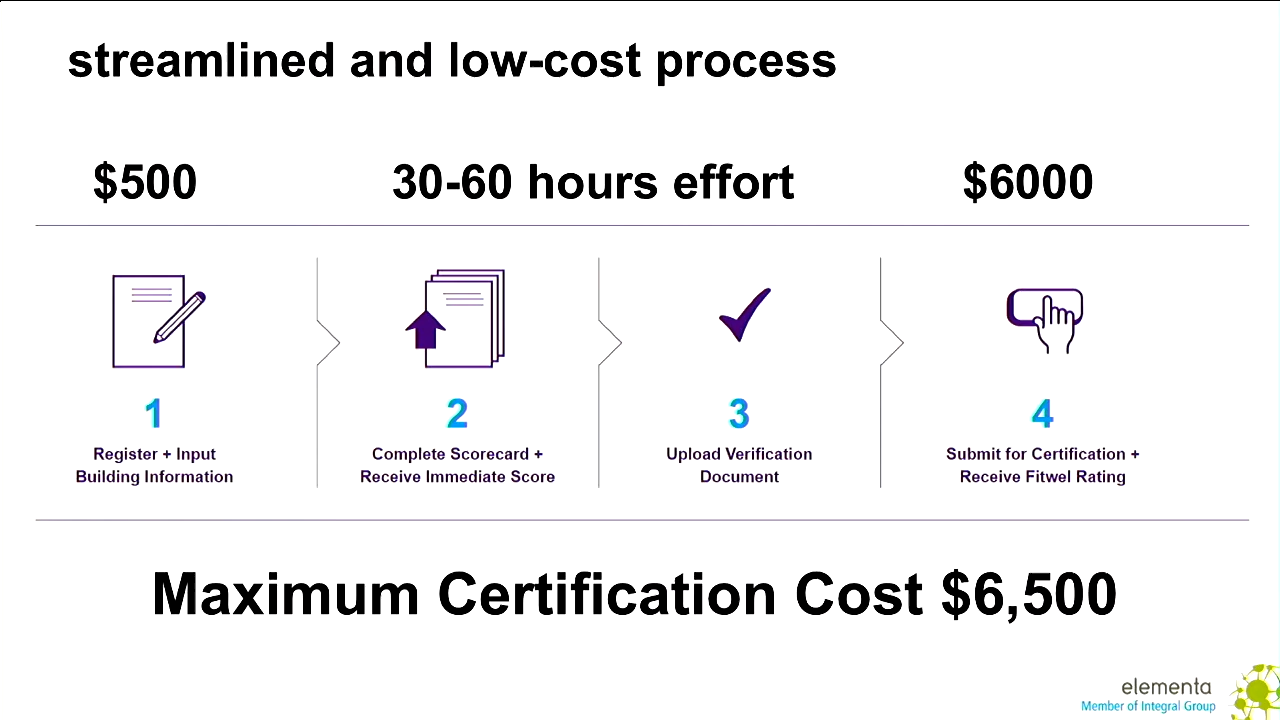 streamlined and low-cost process
$500
30-60 hours effort
$6000
1
Register + Input
Building Information
2
Complete Scorecard +
Receive Immediate Score
3
Upload Verification
Document
4
Submit for Certification +
Receive Fitwel Rating
Maximum Certification Cost $6,500
elementa
Member of Integral Group